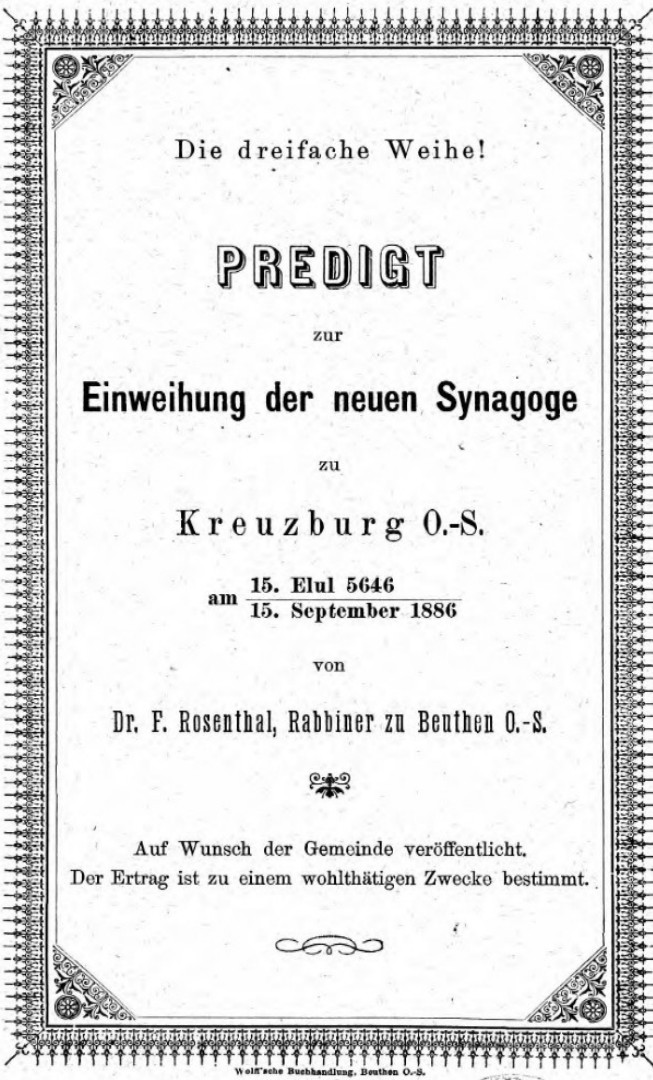 Die dreifache Weihe!
PREDIGT
zur
Einweihung der neuen Synagoge
zu
Kreuzburg O.-S.
am 15. Elul 5646
15. September 1886
von
Dr. F. Rosenthal, Rabbiner zu Beuthen O.-S.
Auf Wunsch der Gemeinde veröffentlicht.
Der Ertrag ist zu einem wohlthätigen Zwecke bestimmt.
Wolff'sche Buchhandlung, Beuthen O.-S.